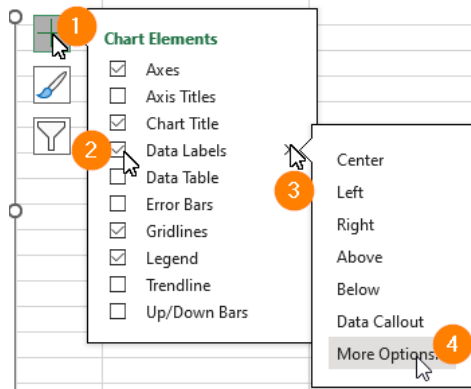 1
Chart Elements
Axes
Axis Titles
Chart Title
2 Data Labels
Data Table
Error Bars
Gridlines
Legend
Trendline
Up/Down Bars
Center
3 Left
Right
Above
Below
Data Callout
More Options... 4